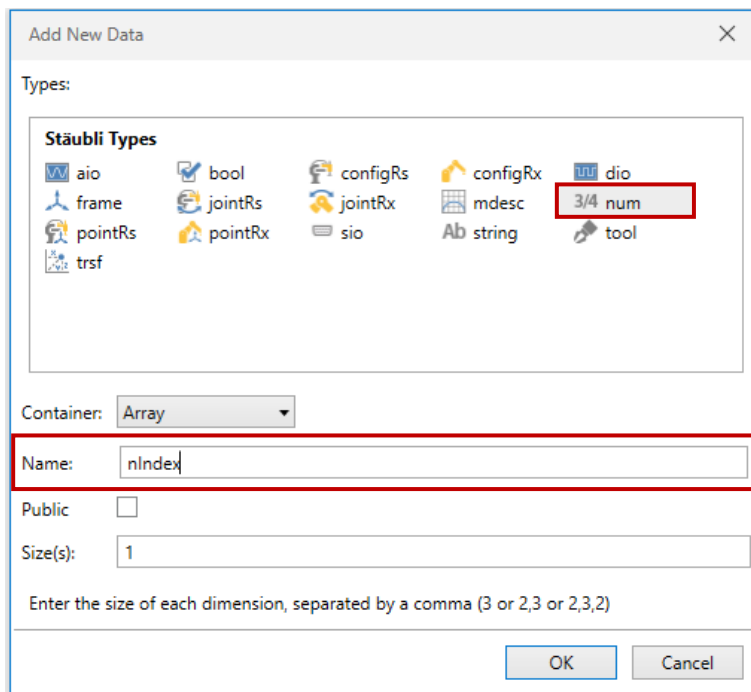 Add New Data
Types:
Stäubli Types
aio bool configRs configRx dio
frame jointRs jointRx mdesc 3/4 num
pointRs pointRx sio Ab string tool
trsf
Container: Array
Name: nIndex
Public
Size(s): 1
Enter the size of each dimension, separated by a comma (3 or 2,3 or 2,3,2)
OK Cancel